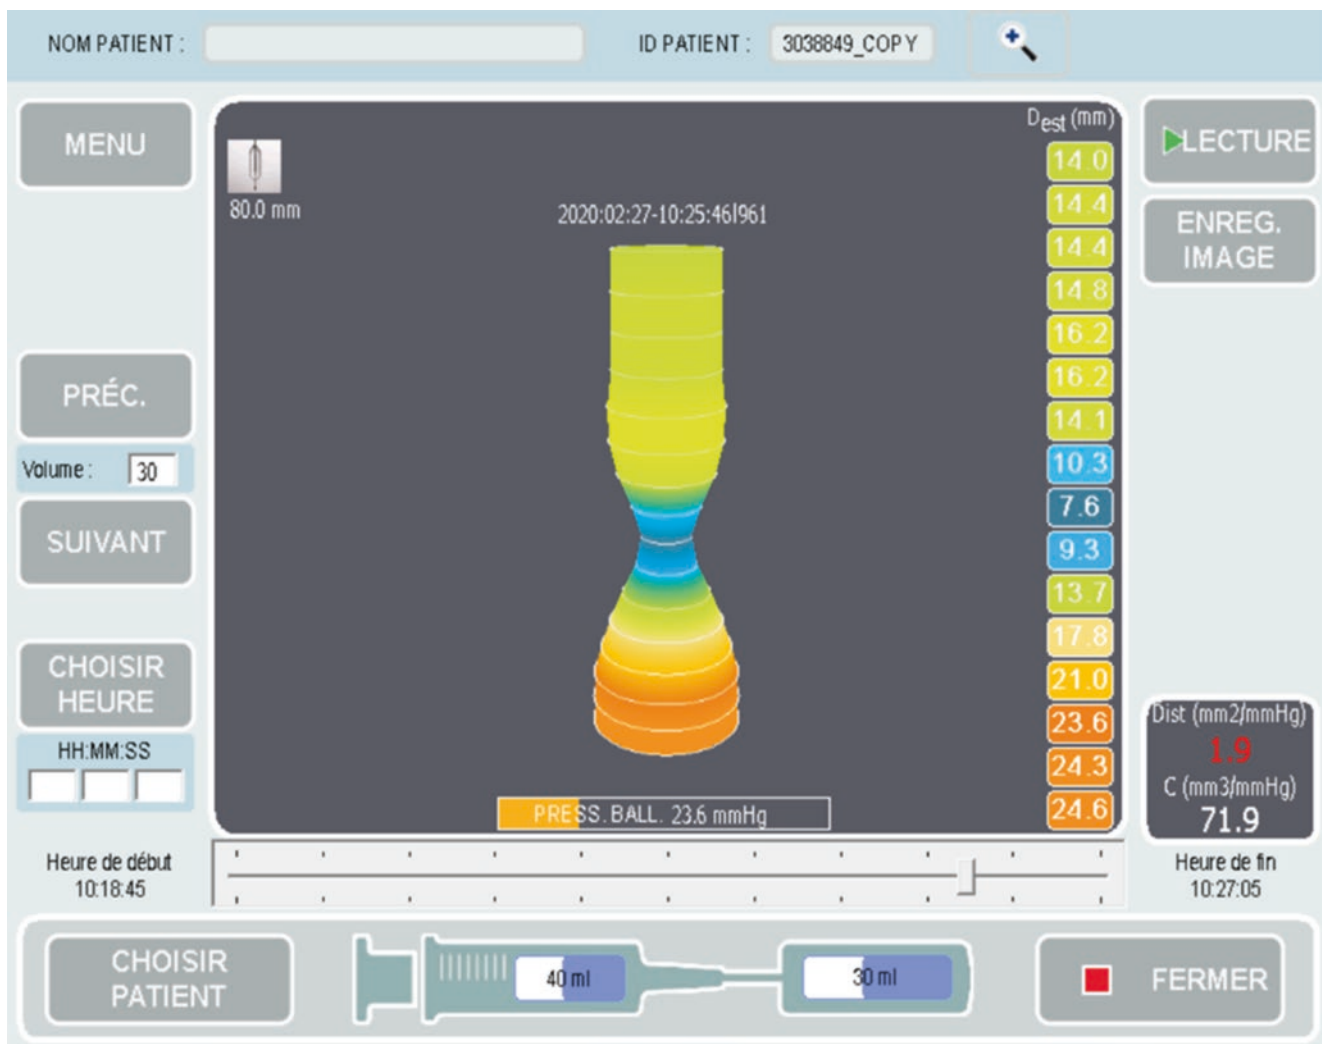 NOM PATIENT :
ID PATIENT : 3038849_COPY
MENU
80.0 mm
2020:02:27-10:25:46l961
Dest (mm)
14.0
14.4
14.4
14.8
16.2
16.2
14.1
10.3
7.6
9.3
13.7
17.8
21.0
23.6
24.3
24.6
LECTURE
ENREG.
IMAGE
PRÉC.
Volume : 30
SUIVANT
CHOISIR
HEURE
HH:MM:SS
PRESS. BALL. 23.6 mmHg
Dist (mm2/mmHg)
1.9
C (mm3/mmHg)
71.9
Heure de début
10:18:45
Heure de fin
10:27:05
CHOISIR
PATIENT
40 ml
30 ml
FERMER